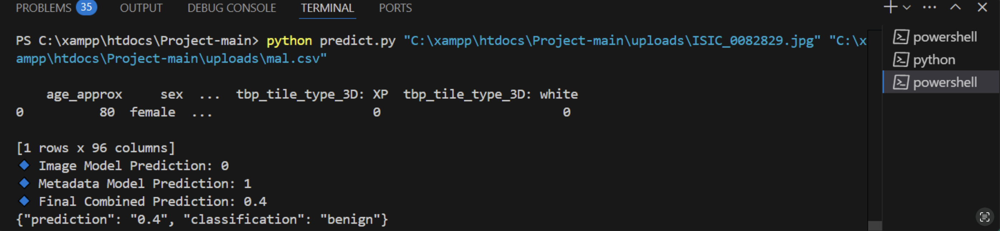 PROBLEMS 35 OUTPUT DEBUG CONSOLE TERMINAL PORTS
PS C:\xampp\htdocs\Project-main> python predict.py "C:\xampp\htdocs\Project-main\uploads\ISIC_0082829.jpg" "C:\x
ampp\htdocs\Project-main\uploads\mal.csv"
age_approx sex ... tbp_tile_type_3D: XP tbp_tile_type_3D: white
0 80 female ... 0 0
[1 rows x 96 columns]
Image Model Prediction: 0
Metadata Model Prediction: 1
Final Combined Prediction: 0.4
{"prediction": "0.4", "classification": "benign"}
powershell
python
powershell